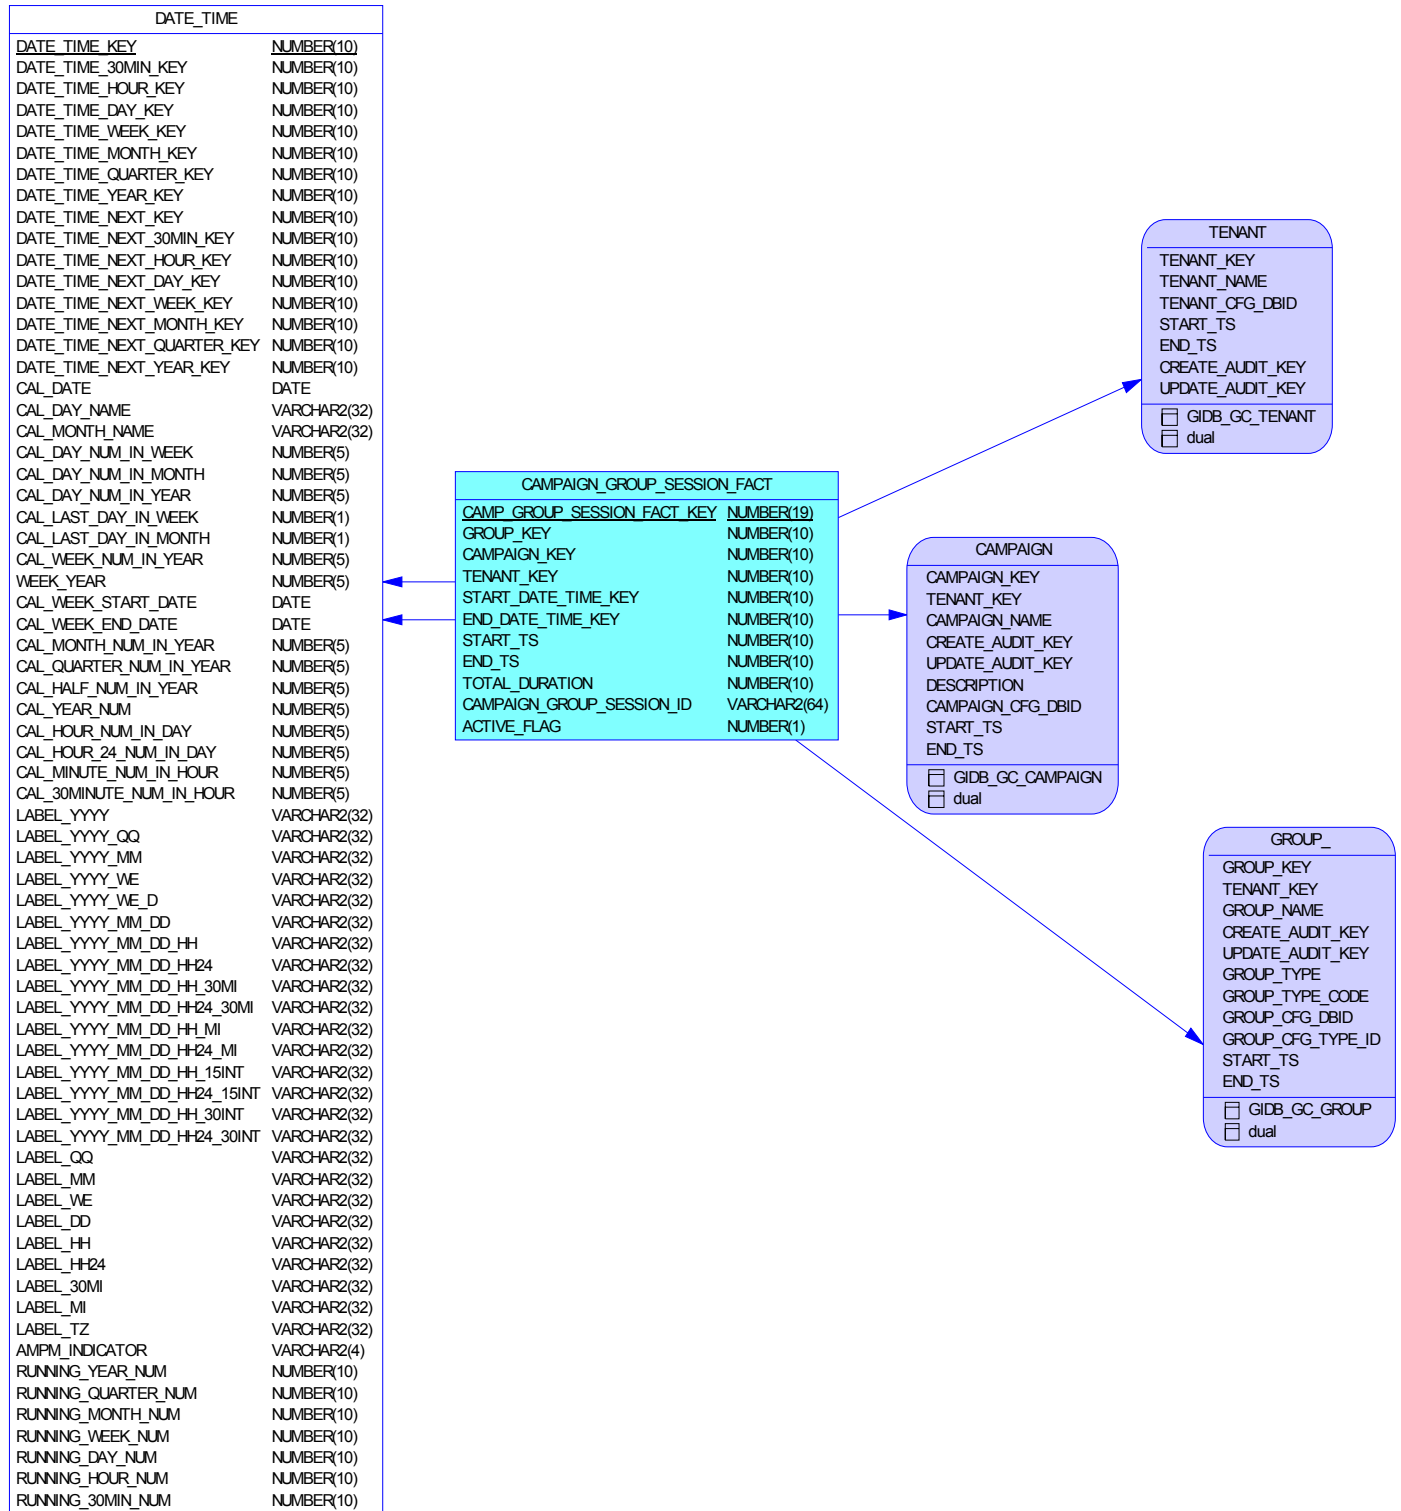 DATE_TIME
DATE_TIME_KEY NUMBER(10)
DATE_TIME_30MIN_KEY NUMBER(10)
DATE_TIME_HOUR_KEY NUMBER(10)
DATE_TIME_DAY_KEY NUMBER(10)
DATE_TIME_WEEK_KEY NUMBER(10)
DATE_TIME_MONTH_KEY NUMBER(10)
DATE_TIME_QUARTER_KEY NUMBER(10)
DATE_TIME_YEAR_KEY NUMBER(10)
DATE_TIME_NEXT_KEY NUMBER(10)
DATE_TIME_NEXT_30MIN_KEY NUMBER(10)
DATE_TIME_NEXT_HOUR_KEY NUMBER(10)
DATE_TIME_NEXT_DAY_KEY NUMBER(10)
DATE_TIME_NEXT_WEEK_KEY NUMBER(10)
DATE_TIME_NEXT_MONTH_KEY NUMBER(10)
DATE_TIME_NEXT_QUARTER_KEY NUMBER(10)
DATE_TIME_NEXT_YEAR_KEY NUMBER(10)
CAL_DATE DATE
CAL_DAY_NAME VARCHAR2(32)
CAL_MONTH_NAME VARCHAR2(32)
CAL_DAY_NUM_IN_WEEK NUMBER(5)
CAL_DAY_NUM_IN_MONTH NUMBER(5)
CAL_DAY_NUM_IN_YEAR NUMBER(5)
CAL_LAST_DAY_IN_WEEK NUMBER(1)
CAL_LAST_DAY_IN_MONTH NUMBER(1)
CAL_WEEK_NUM_IN_YEAR NUMBER(5)
WEEK_YEAR NUMBER(5)
CAL_WEEK_START_DATE DATE
CAL_WEEK_END_DATE DATE
CAL_MONTH_NUM_IN_YEAR NUMBER(5)
CAL_QUARTER_NUM_IN_YEAR NUMBER(5)
CAL_HALF_NUM_IN_YEAR NUMBER(5)
CAL_YEAR_NUM NUMBER(5)
CAL_HOUR_NUM_IN_DAY NUMBER(5)
CAL_HOUR_24_NUM_IN_DAY NUMBER(5)
CAL_MINUTE_NUM_IN_HOUR NUMBER(5)
CAL_30MINUTE_NUM_IN_HOUR NUMBER(5)
LABEL_YYYY VARCHAR2(32)
LABEL_YYYY_QQ VARCHAR2(32)
LABEL_YYYY_MM VARCHAR2(32)
LABEL_YYYY_WE VARCHAR2(32)
LABEL_YYYY_WE_D VARCHAR2(32)
LABEL_YYYY_MM_DD VARCHAR2(32)
LABEL_YYYY_MM_DD_HH VARCHAR2(32)
LABEL_YYYY_MM_DD_HH24 VARCHAR2(32)
LABEL_YYYY_MM_DD_HH_30MI VARCHAR2(32)
LABEL_YYYY_MM_DD_HH24_30MI VARCHAR2(32)
LABEL_YYYY_MM_DD_HH_MI VARCHAR2(32)
LABEL_YYYY_MM_DD_HH24_MI VARCHAR2(32)
LABEL_YYYY_MM_DD_HH_15INT VARCHAR2(32)
LABEL_YYYY_MM_DD_HH24_15INT VARCHAR2(32)
LABEL_YYYY_MM_DD_HH_30INT VARCHAR2(32)
LABEL_YYYY_MM_DD_HH24_30INT VARCHAR2(32)
LABEL_QQ VARCHAR2(32)
LABEL_MM VARCHAR2(32)
LABEL_WE VARCHAR2(32)
LABEL_DD VARCHAR2(32)
LABEL_HH VARCHAR2(32)
LABEL_HH24 VARCHAR2(32)
LABEL_30MI VARCHAR2(32)
LABEL_MI VARCHAR2(32)
LABEL_TZ VARCHAR2(32)
AMPM_INDICATOR VARCHAR2(4)
RUNNING_YEAR_NUM NUMBER(10)
RUNNING_QUARTER_NUM NUMBER(10)
RUNNING_MONTH_NUM NUMBER(10)
RUNNING_WEEK_NUM NUMBER(10)
RUNNING_DAY_NUM NUMBER(10)
RUNNING_HOUR_NUM NUMBER(10)
RUNNING_30MIN_NUM NUMBER(10)
CAMPAIGN_GROUP_SESSION_FACT
CAMP_GROUP_SESSION_FACT_KEY NUMBER(19)
GROUP_KEY NUMBER(10)
CAMPAIGN_KEY NUMBER(10)
TENANT_KEY NUMBER(10)
START_DATE_TIME_KEY NUMBER(10)
END_DATE_TIME_KEY NUMBER(10)
START_TS NUMBER(10)
END_TS NUMBER(10)
TOTAL_DURATION NUMBER(10)
CAMPAIGN_GROUP_SESSION_ID VARCHAR2(64)
ACTIVE_FLAG NUMBER(1)
TENANT
TENANT_KEY
TENANT_NAME
TENANT_CFG_DBID
START_TS
END_TS
CREATE_AUDIT_KEY
UPDATE_AUDIT_KEY
GIDB_GC_TENANT
dual
CAMPAIGN
CAMPAIGN_KEY
TENANT_KEY
CAMPAIGN_NAME
CREATE_AUDIT_KEY
UPDATE_AUDIT_KEY
DESCRIPTION
CAMPAIGN_CFG_DBID
START_TS
END_TS
GIDB_GC_CAMPAIGN
dual
GROUP_
GROUP_KEY
TENANT_KEY
GROUP_NAME
CREATE_AUDIT_KEY
UPDATE_AUDIT_KEY
GROUP_TYPE
GROUP_TYPE_CODE
GROUP_CFG_DBID
GROUP_CFG_TYPE_ID
START_TS
END_TS
GIDB_GC_GROUP
dual